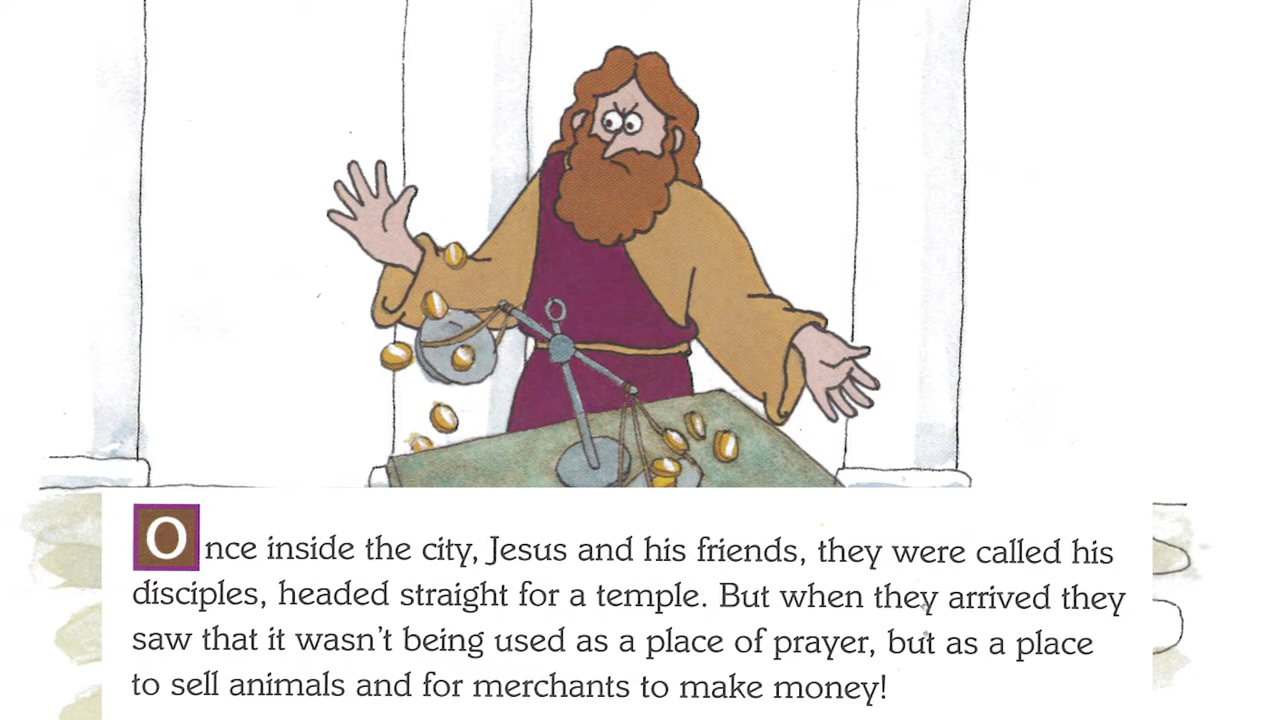 Once inside the city, Jesus and his friends, they were called his
disciples, headed straight for a temple. But when they arrived they
saw that it wasn't being used as a place of prayer, but as a place
to sell animals and for merchants to make money!